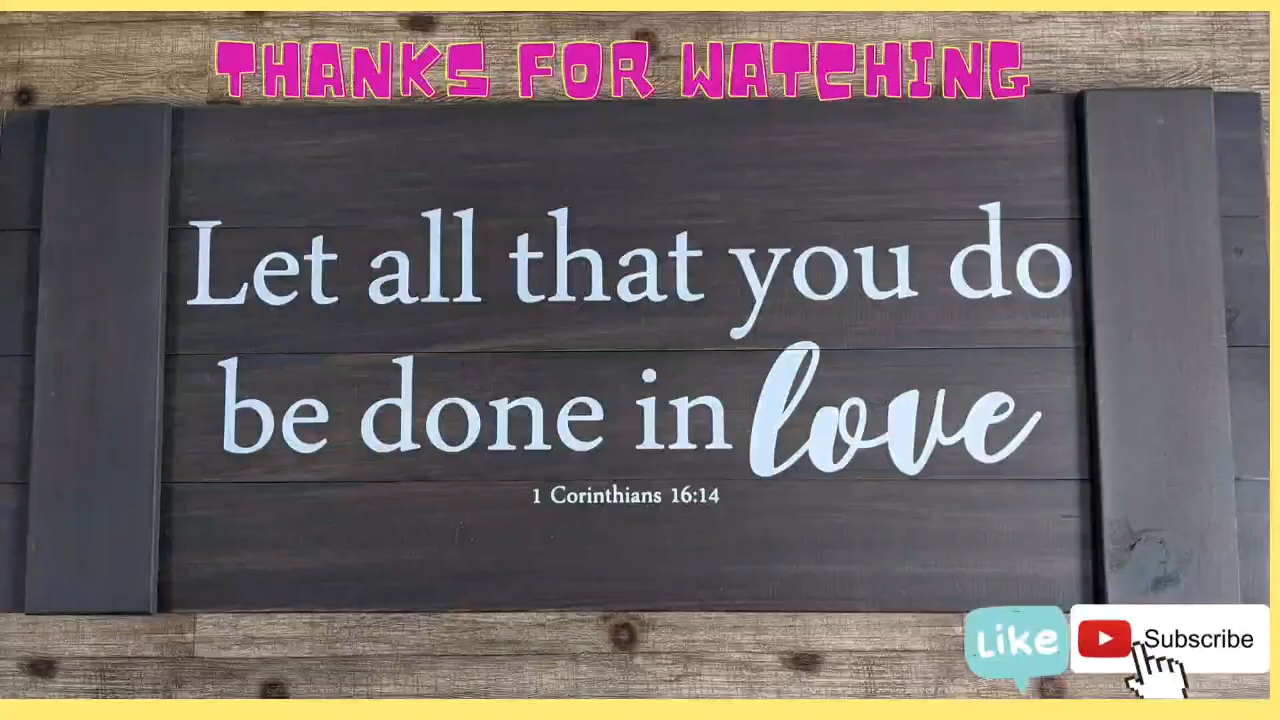 THANKS FOR WATCHING
Let all that you do
be done in love
1 Corinthians 16:14
Like
Subscribe